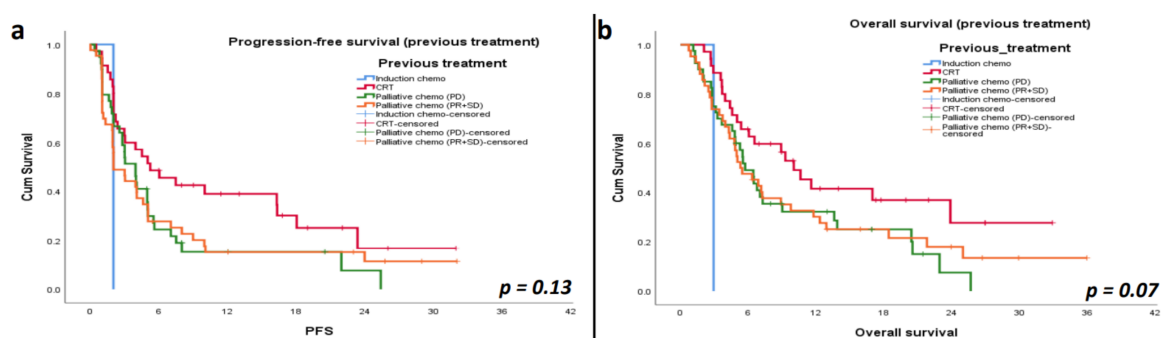 a
Progression-free survival (previous treatment)
Previous treatment
Induction chemo
CRT
Palliative chemo (PD)
Palliative chemo (PR+SD)
Induction chemo-censored
CRT-censored
Palliative chemo (PD)-censored
Palliative chemo (PR+SD)-censored
Cum Survival
1.0
0.8
0.6
0.4
0.2
0.0
0 6 12 18 24 30 36 42
PFS
p = 0.13
b
Overall survival (previous treatment)
Previous_treatment
Induction chemo
CRT
Palliative chemo (PD)
Palliative chemo (PR+SD)
Induction chemo-censored
CRT-censored
Palliative chemo (PD)-censored
Palliative chemo (PR+SD)-
censored
Cum Survival
1.0
0.8
0.6
0.4
0.2
0.0
0 6 12 18 24 30 36 42
Overall survival
p = 0.07